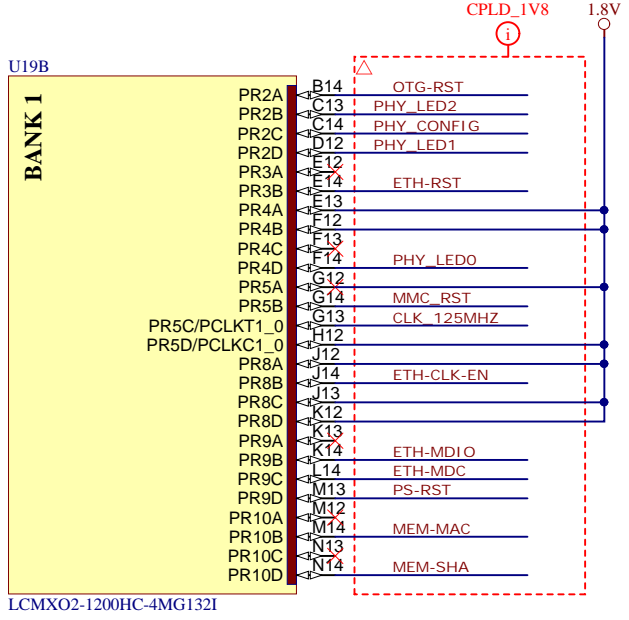 CPLD_1V8 1.8V
i
U19B
BANK 1
PR2A B14 OTG-RST
PR2B C13 PHY_LED2
PR2C C14 PHY_CONFIG
PR2D D12 PHY_LED1
PR3A E12
PR3B E14 ETH-RST
PR4A E13
PR4B F12
PR4C F13
PR4D F14 PHY_LED0
PR5A G12
PR5B G14 MMC_RST
PR5C/PCLKT1_0 G13 CLK_125MHZ
PR5D/PCLKC1_0 H12
PR8A J12
PR8B J14 ETH-CLK-EN
PR8C J13
PR8D K12
PR9A K13
PR9B K14 ETH-MDIO
PR9C L14 ETH-MDC
PR9D M13 PS-RST
PR10A M12
PR10B M14 MEM-MAC
PR10C N13
PR10D N14 MEM-SHA
LCMXO2-1200HC-4MG132I